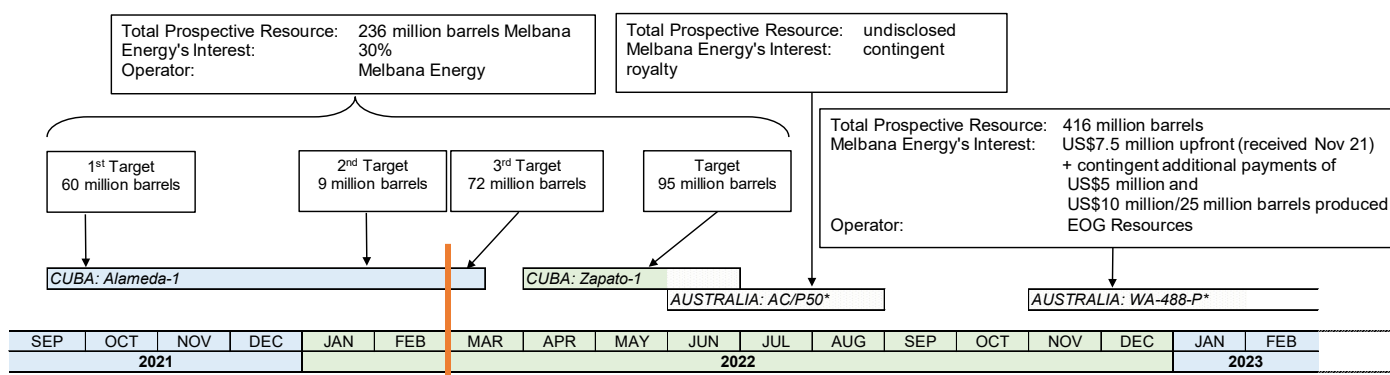 Total Prospective Resource: 236 million barrels Melbana
Energy's Interest: 30%
Operator: Melbana Energy
Total Prospective Resource: undisclosed
Melbana Energy's Interest: contingent
royalty
Total Prospective Resource: 416 million barrels
Melbana Energy's Interest: US$7.5 million upfront (received Nov 21)
+ contingent additional payments of
US$5 million and
US$10 million/25 million barrels produced
Operator: EOG Resources
1st Target
60 million barrels
2nd Target
9 million barrels
3rd Target
72 million barrels
Target
95 million barrels
CUBA: Alameda-1
CUBA: Zapato-1
AUSTRALIA: AC/P50*
AUSTRALIA: WA-488-P*
SEP OCT NOV DEC JAN FEB MAR APR MAY JUN JUL AUG SEP OCT NOV DEC JAN FEB
2021 2022 2023